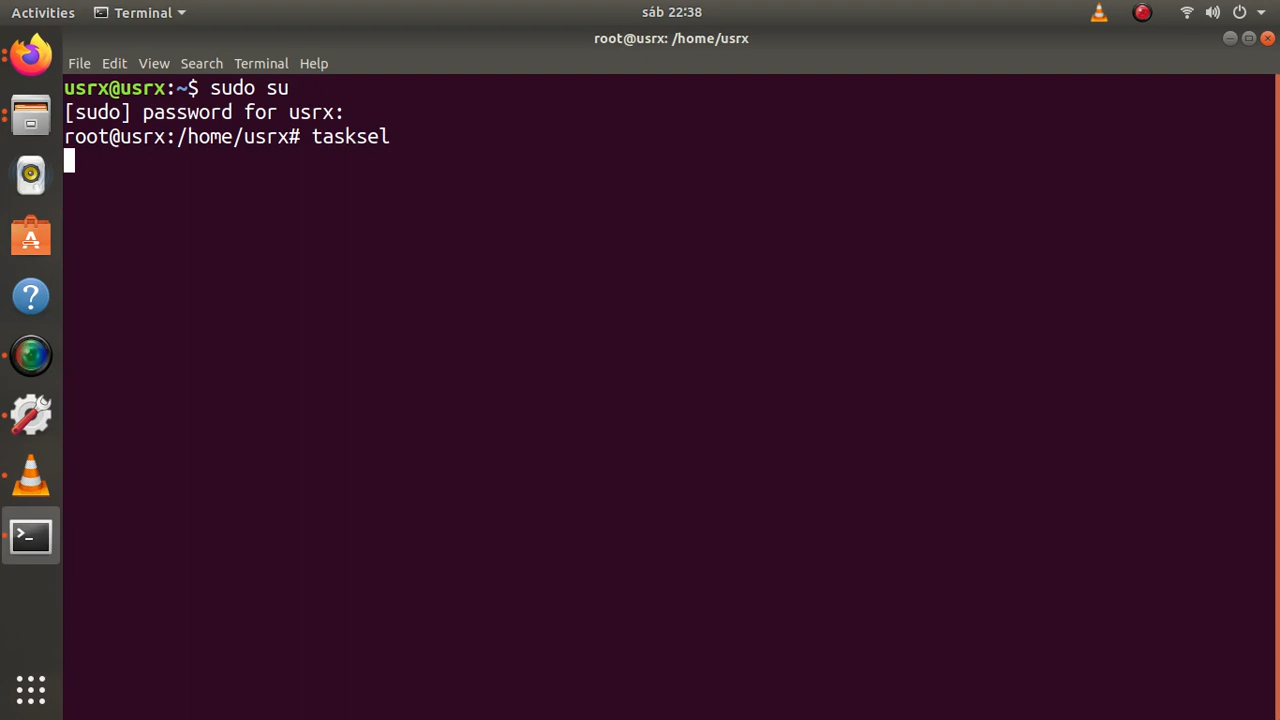 Activities Terminal sáb 22:38
root@usrx: /home/usrx
File Edit View Search Terminal Help
usrx@usrx:~$ sudo su
[sudo] password for usrx:
root@usrx:/home/usrx# tasksel